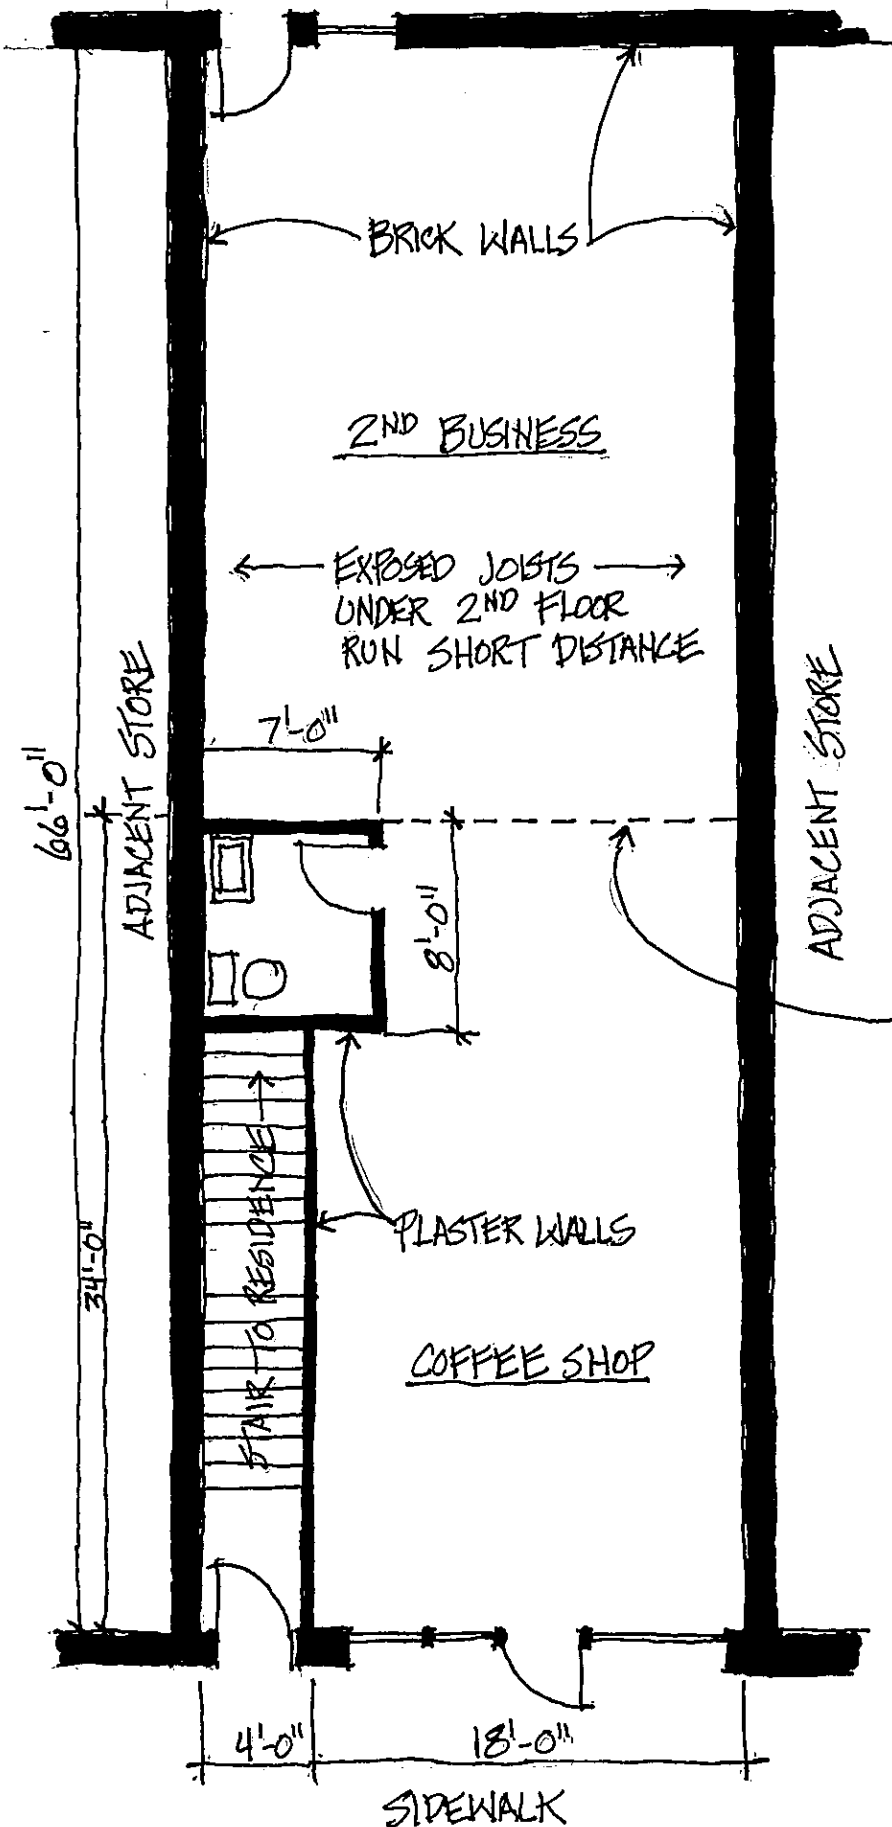 BRICK WALLS
2ND BUSINESS
EXPOSED JOISTS
UNDER 2ND FLOOR
RUN SHORT DISTANCE
7'-0"
66'-0"
ADJACENT STORE
ADJACENT STORE
8'-0"
34'-0"
STAIR TO RESIDENCE
PLASTER WALLS
COFFEE SHOP
4'-0"
18'-0"
SIDEWALK